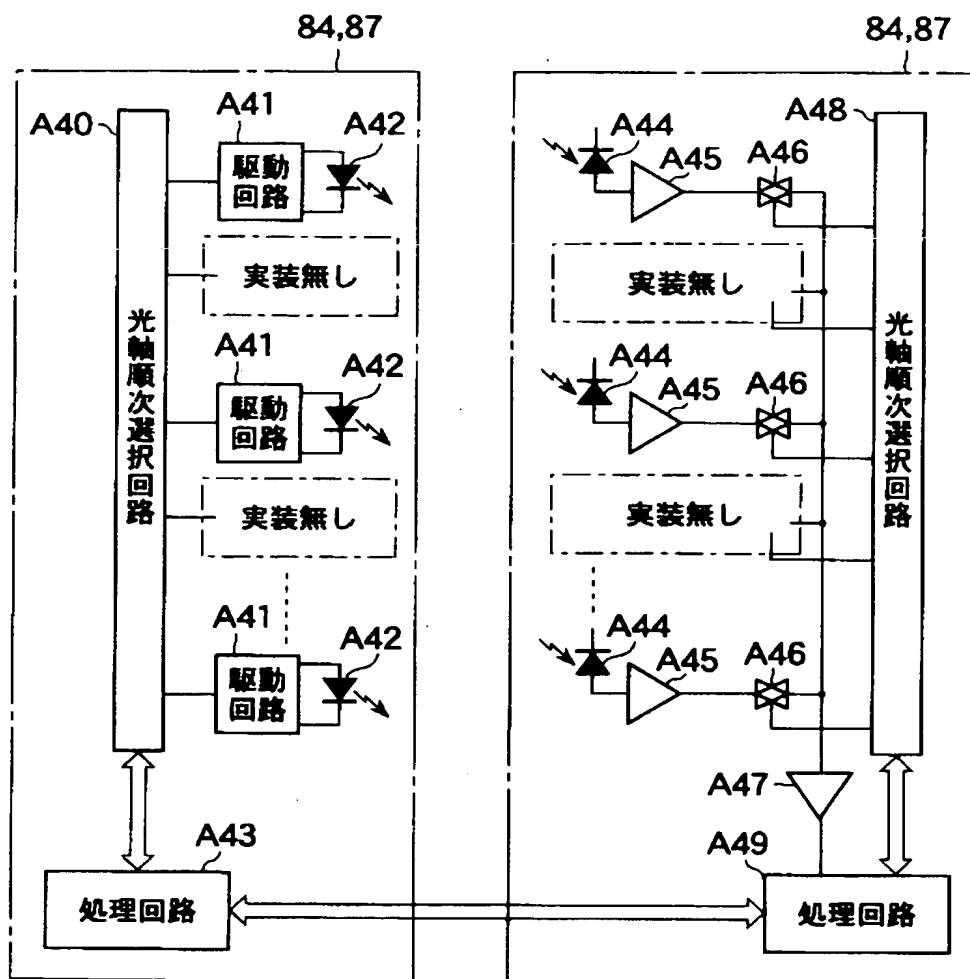 84,87
A40
A41
駆動
回路
A42
実装無し
A41
駆動
回路
A42
光軸順次選択回路
実装無し
A41
駆動
回路
A42
A43
処理回路
84,87
A44
A45
A46
A48
実装無し
A44
A45
A46
光軸順次選択回路
実装無し
A44
A45
A46
A47
A49
処理回路